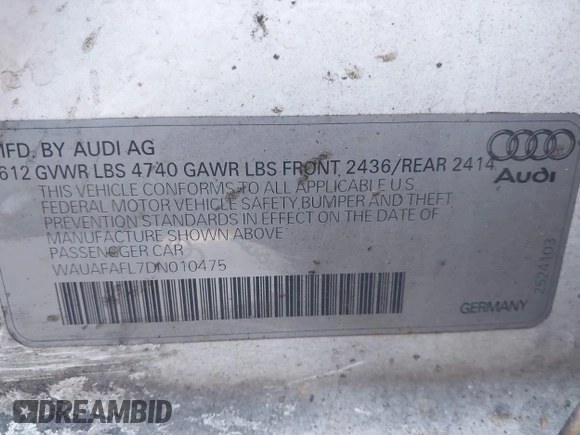 MFD. BY AUDI AG
612 GVWR LBS 4740 GAWR LBS FRONT 2436/REAR 2414
THIS VEHICLE CONFORMS TO ALL APPLICABLE U.S
FEDERAL MOTOR VEHICLE SAFETY,BUMPER AND THEFT
PREVENTION STANDARDS IN EFFECT ON THE DATE OF
MANUFACTURE SHOWN ABOVE
PASSENGER CAR
WAUAFAFL7DN010475
Audi
2524103
GERMANY
DREAMBID